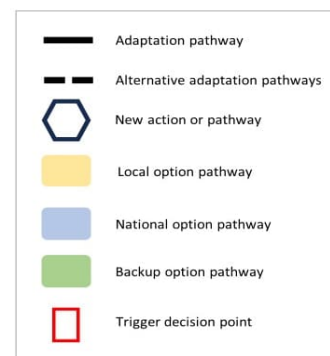 Adaptation pathway
Alternative adaptation pathways
New action or pathway
Local option pathway
National option pathway
Backup option pathway
Trigger decision point